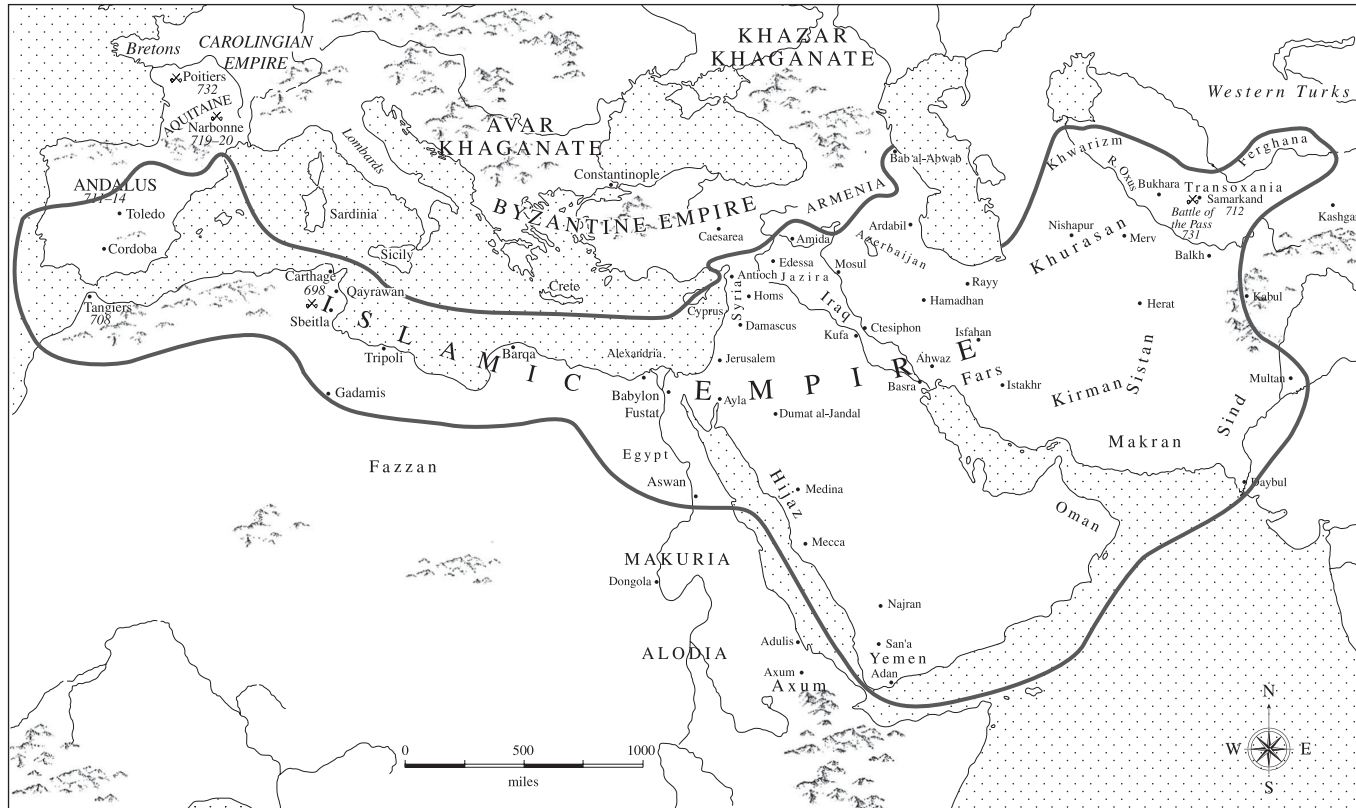 Bretons
CAROLINGIAN
EMPIRE
Poitiers
732
AQUITAINE
Narbonne
719–20
KHAZAR
KHAGANATE
Western Turks
AVAR
KHAGANATE
Lombards
Constantinople
BYZANTINE EMPIRE
ARMENIA
Bab al-Abwab
Khwarizm
Ferghana
R. Oxus
Bukhara
Transoxania
Samarkand
712
Battle of
the Pass
731
Kashgar
ANDALUS
711–14
Toledo
Cordoba
Sardinia
Sicily
Crete
Cyprus
Caesarea
Amida
Ardabil
Azerbaijan
Edessa
Jazira
Mosul
Nishapur
Khurasan
Merv
Balkh
Tangiers
708
Carthage
698
Qayrawan
Sbeitla
Antioch
Syria
Homs
Damascus
Iraq
Rayy
Hamadhan
Herat
Kabul
Ctesiphon
Kufa
Isfahan
ISLAMIC EMPIRE
Tripoli
Barqa
Alexandria
Jerusalem
Ahwaz
Fars
Basra
Istakhr
Kirman
Sistan
Multan
Gadamis
Babylon
Fustat
Ayla
Dumat al-Jandal
Sind
Makran
Fazzan
Egypt
Aswan
Hijaz
Medina
Daybul
Oman
Mecca
MAKURIA
Dongola
Najran
ALODIA
Adulis
San'a
Yemen
Axum
Axum
Adan
0
500
1000
miles
N
W
E
S